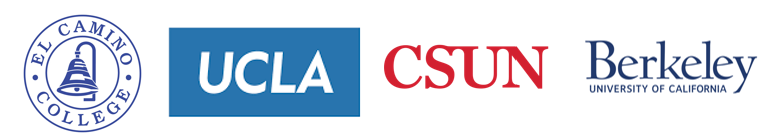 EL CAMINO
COLLEGE
UCLA
CSUN
Berkeley
UNIVERSITY OF CALIFORNIA